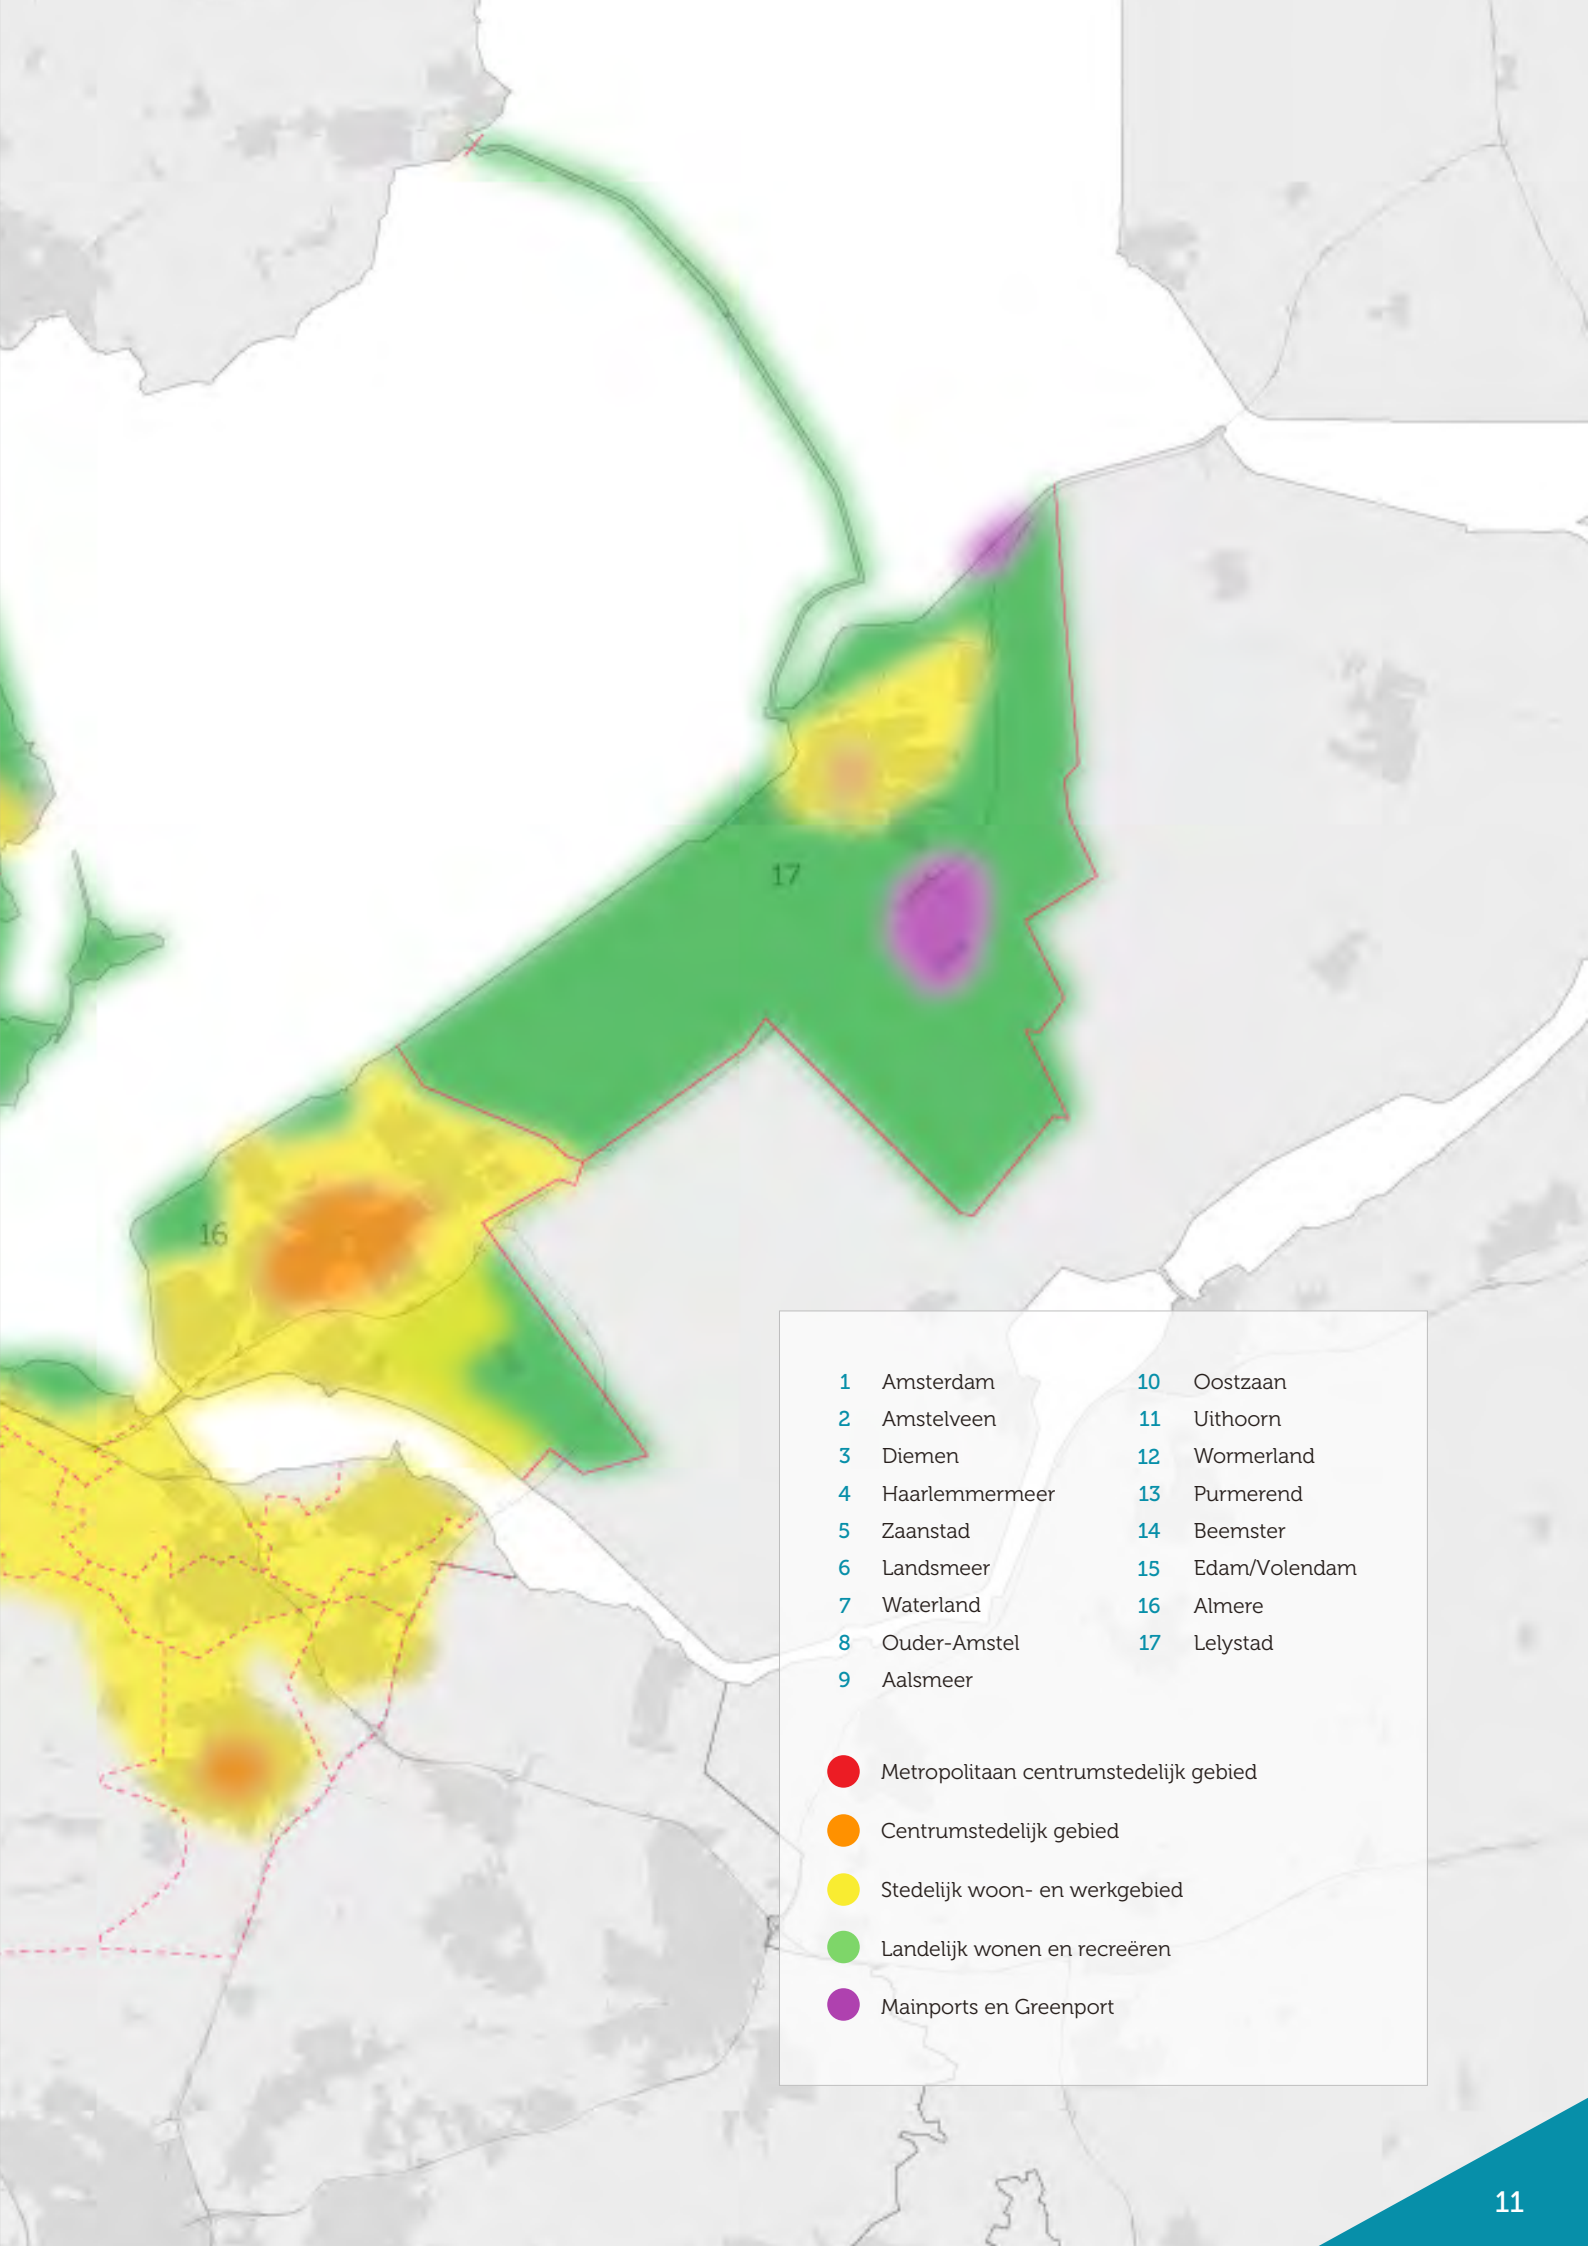 17
16
1 Amsterdam
2 Amstelveen
3 Diemen
4 Haarlemmermeer
5 Zaanstad
6 Landsmeer
7 Waterland
8 Ouder-Amstel
9 Aalsmeer
10 Oostzaan
11 Uithoorn
12 Wormerland
13 Purmerend
14 Beemster
15 Edam/Volendam
16 Almere
17 Lelystad
Metropolitaan centrumstedelijk gebied
Centrumstedelijk gebied
Stedelijk woon- en werkgebied
Landelijk wonen en recreëren
Mainports en Greenport
11